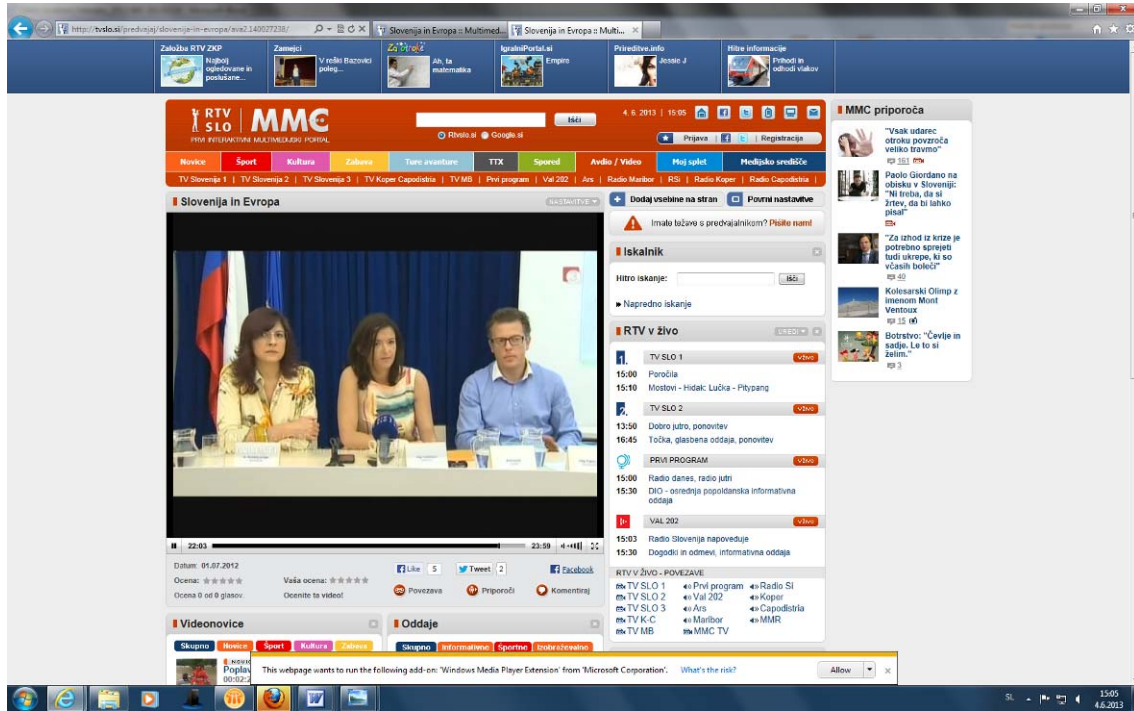 http://tvslo.si/predvajaj/slovenija-in-evropa/ava2.140027238/
Slovenija in Evropa :: Multimed...
Slovenija in Evropa :: Multi...
Založba RTV ZKP
Najbolj ogledovane in poslušane...
Zamejci
V reški Bazovici poleg...
Za otroke
Ah, ta matematika
IgralniPortal.si
Empire
Prireditve.info
Jessie J
Hitre informacije
Prihodi in odhodi vlakov
RTV SLO MMC
PRVI INTERAKTIVNI MULTIMEDIJSKI PORTAL
Išči
Rtvslo.si Google.si
4. 6. 2013 | 15:05
Prijava | Registracija
Novice Šport Kultura Zabava Ture avanture TTX Spored Avdio / Video Moj splet Medijsko središče
TV Slovenija 1 | TV Slovenija 2 | TV Slovenija 3 | TV Koper Capodistria | TV MB | Prvi program | Val 202 | Ars | Radio Maribor | RSi | Radio Koper | Radio Capodistria |
Slovenija in Evropa
NASTAVITVE
22:03 23:59
Datum: 01.07.2012
Ocena:
Ocena 0 od 0 glasov.
Vaša ocena:
Ocenite ta video!
Like 5 Tweet 2 Facebook
Povezava Priporoči Komentiraj
Videonovice
Skupno Novice Šport Kultura Zabava
Poplav
00:02:2
Oddaje
Skupno Informativne Športne Izobraževalne
Dodaj vsebine na stran Povrni nastavitve
Imate težave s predvajalnikom? Pišite nam!
Iskalnik
Hitro iskanje: Išči
Napredno iskanje
RTV v živo
UREDI
TV SLO 1 vživo
15:00 Poročila
15:10 Mostovi - Hidak: Lučka - Pitypang
TV SLO 2 vživo
13:50 Dobro jutro, ponovitev
16:45 Točka, glasbena oddaja, ponovitev
PRVI PROGRAM vživo
15:00 Radio danes, radio jutri
15:30 DIO - osrednja popoldanska informativna
oddaja
VAL 202 vživo
15:03 Radio Slovenija napoveduje
15:30 Dogodki in odmevi, informativna oddaja
RTV V ŽIVO - POVEZAVE
TV SLO 1 Prvi program Radio Si
TV SLO 2 Val 202 Koper
TV SLO 3 Ars Capodistria
TV K-C Maribor MMR
TV MB MMC TV
MMC priporoča
"Vsak udarec
otroku povzroča
veliko travmo"
161
Paolo Giordano na
obisku v Sloveniji:
"Ni treba, da si
žrtev, da bi lahko
pisal"
"Za izhod iz krize je
potrebno sprejeti
tudi ukrepe, ki so
včasih boleči"
40
Kolesarski Olimp z
imenom Mont
Ventoux
15
Botrstvo: "Čevlje in
sadje. Le to si
želim."
3
This webpage wants to run the following add-on: 'Windows Media Player Extension' from 'Microsoft Corporation'. What's the risk? Allow
SL 15:05
4.6.2013